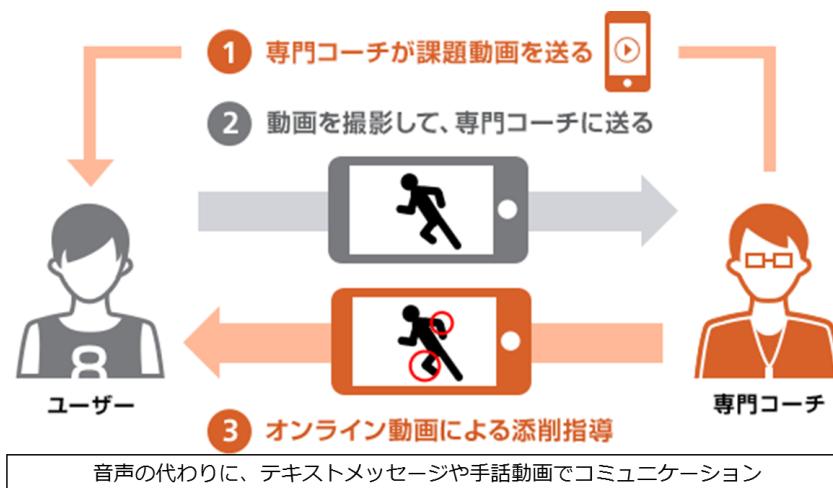 1 専門コーチが課題動画を送る
2 動画を撮影して、専門コーチに送る
8
ユーザー
専門コーチ
3 オンライン動画による添削指導
音声の代わりに、テキストメッセージや手話動画でコミュニケーション